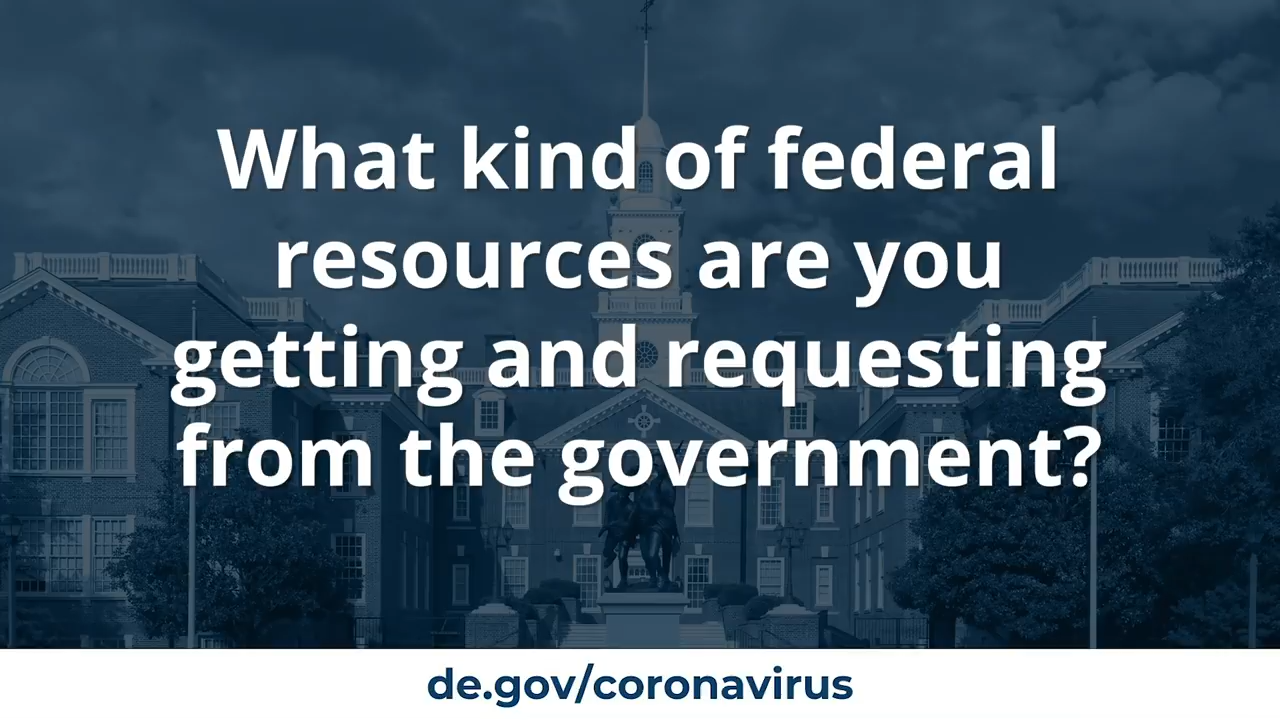 What kind of federal
resources are you
getting and requesting
from the government?
de.gov/coronavirus